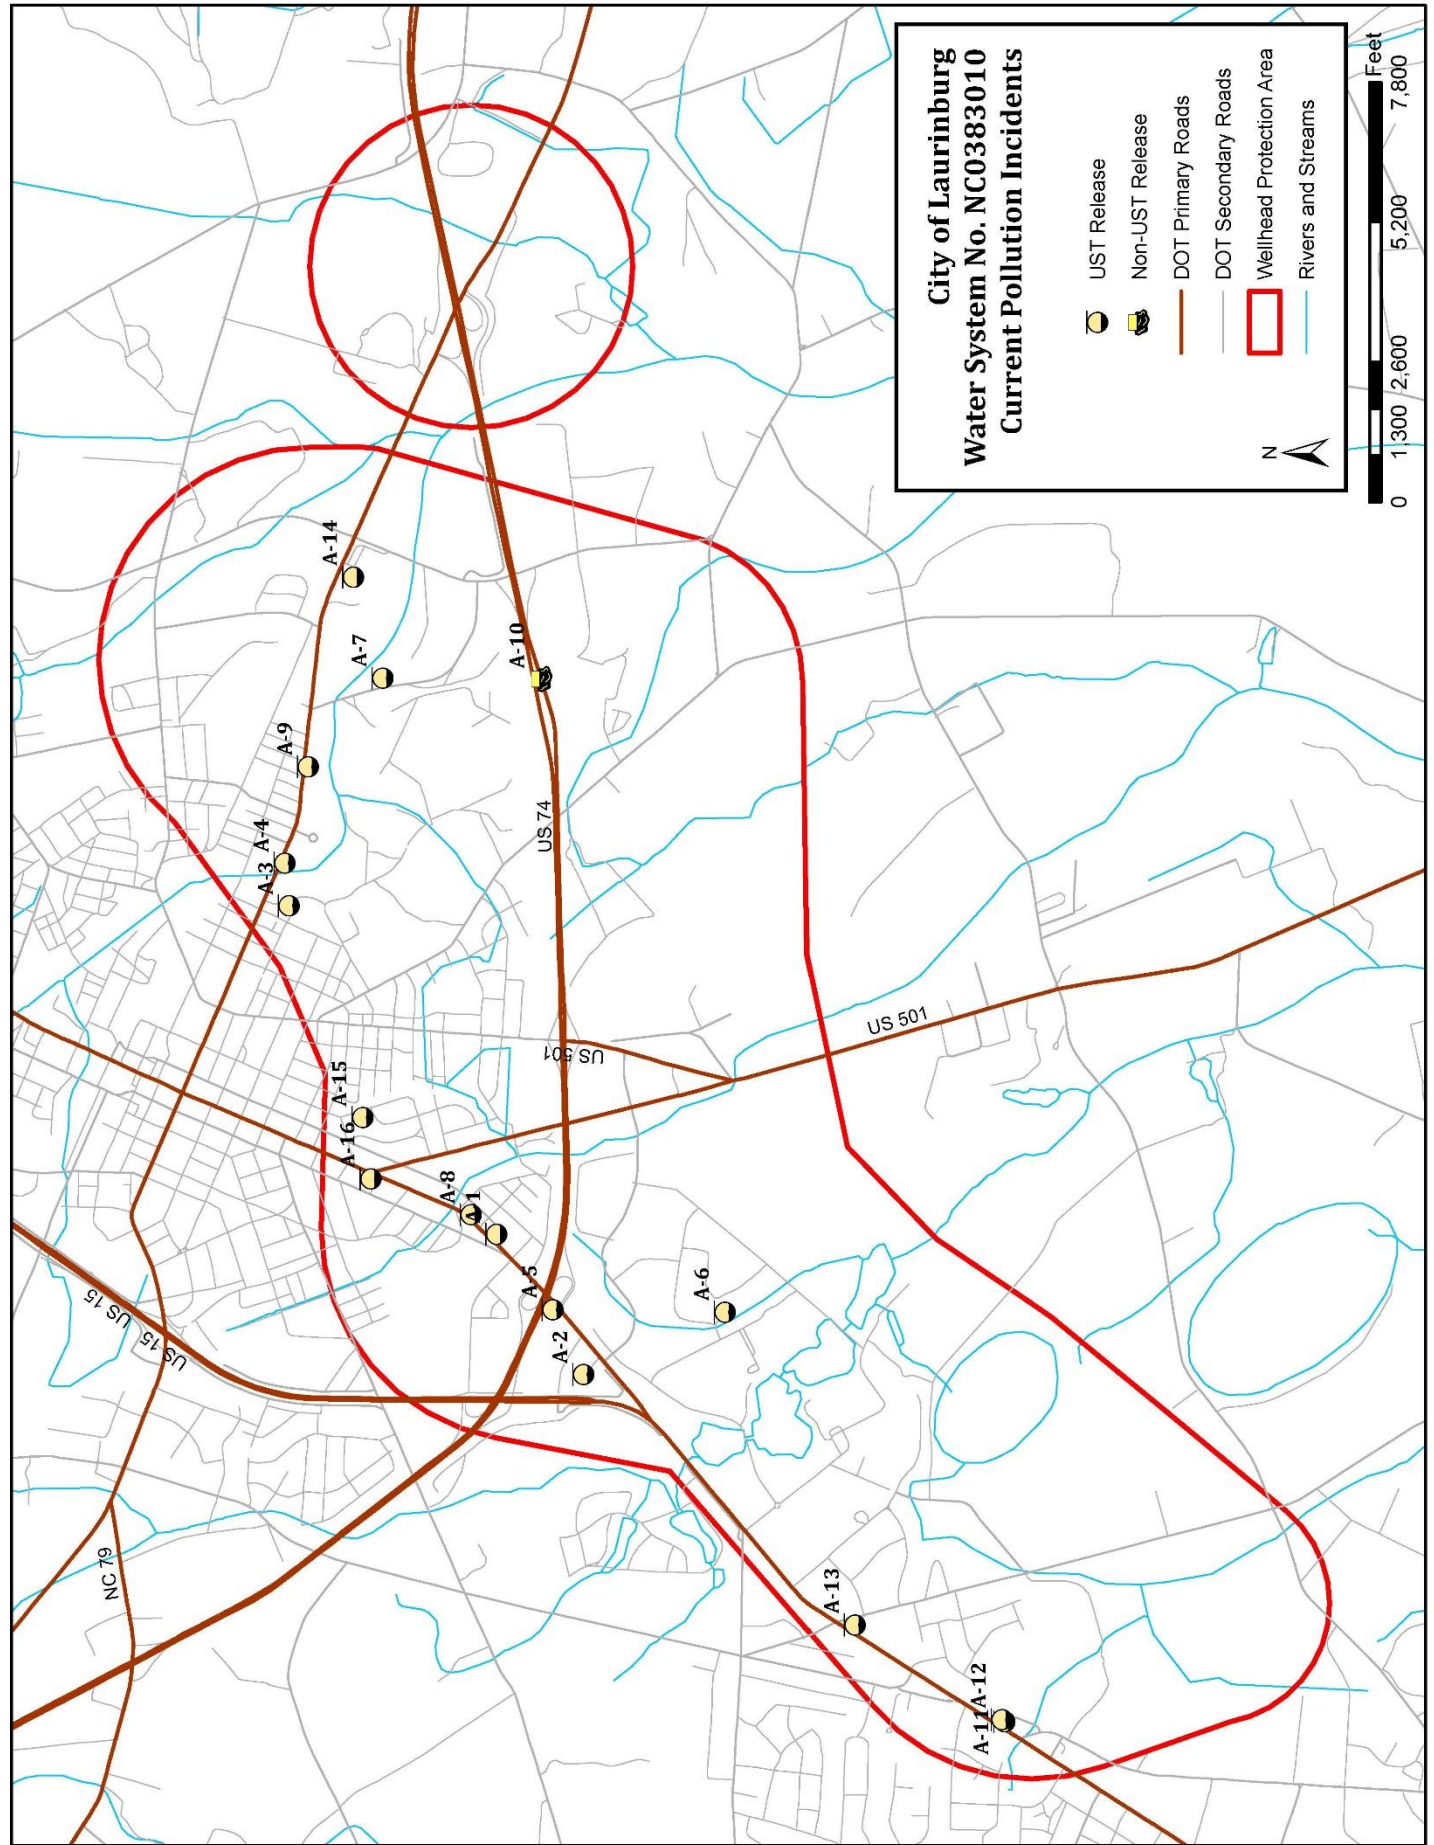 City of Laurinburg
Water System No. NC0383010
Current Pollution Incidents
UST Release
Non-UST Release
DOT Primary Roads
DOT Secondary Roads
Wellhead Protection Area
Rivers and Streams
N
0 1,300 2,600 5,200 7,800
Feet
NC 79
US 15
US 15
A-3
A-4
A-9
A-14
A-7
A-15
A-16
A-8
A-1
A-5
A-2
A-6
A-10
US 74
US 501
US 501
A-13
A-11
A-12